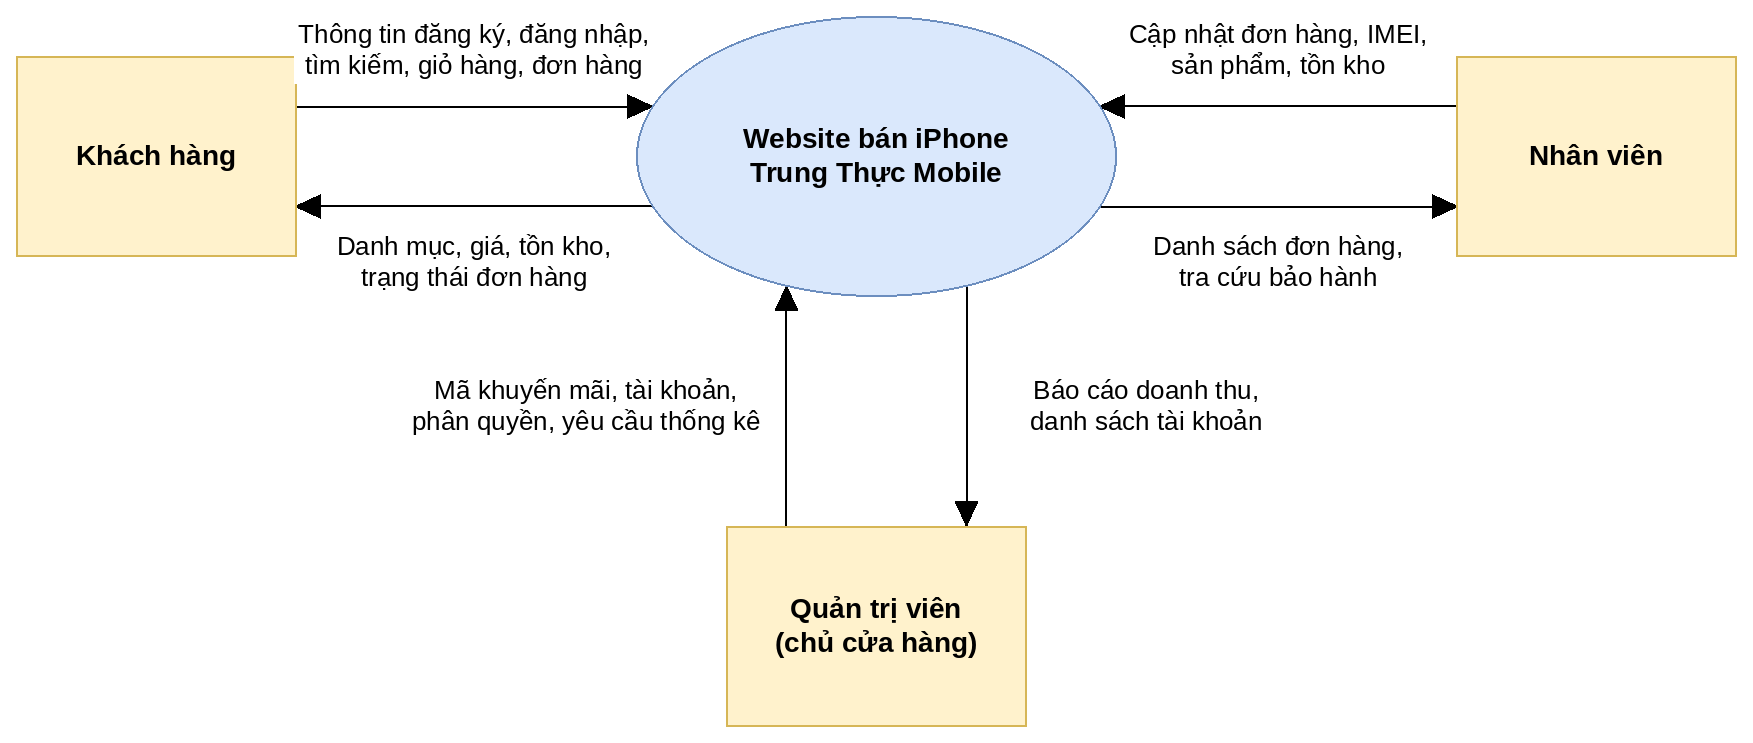 Thông tin đăng ký, đăng nhập,
tìm kiếm, giỏ hàng, đơn hàng
Cập nhật đơn hàng, IMEI,
sản phẩm, tồn kho
Khách hàng
Website bán iPhone
Trung Thực Mobile
Nhân viên
Danh mục, giá, tồn kho,
trạng thái đơn hàng
Danh sách đơn hàng,
tra cứu bảo hành
Mã khuyến mãi, tài khoản,
phân quyền, yêu cầu thống kê
Báo cáo doanh thu,
danh sách tài khoản
Quản trị viên
(chủ cửa hàng)